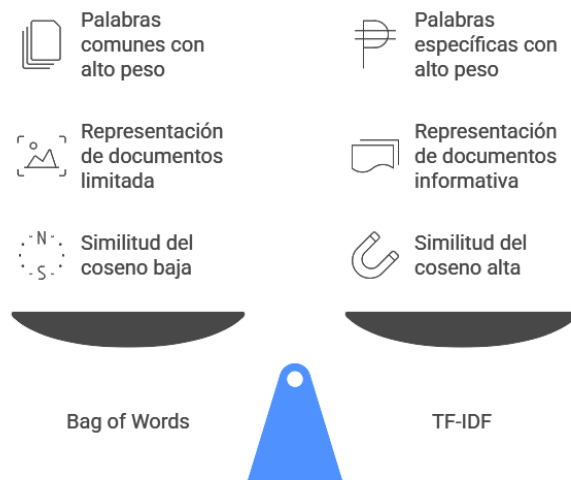 Palabras
comunes con
alto peso
Palabras
específicas con
alto peso
Representación
de documentos
limitada
Representación
de documentos
informativa
N
S
Similitud del
coseno baja
Similitud del
coseno alta
Bag of Words
TF-IDF